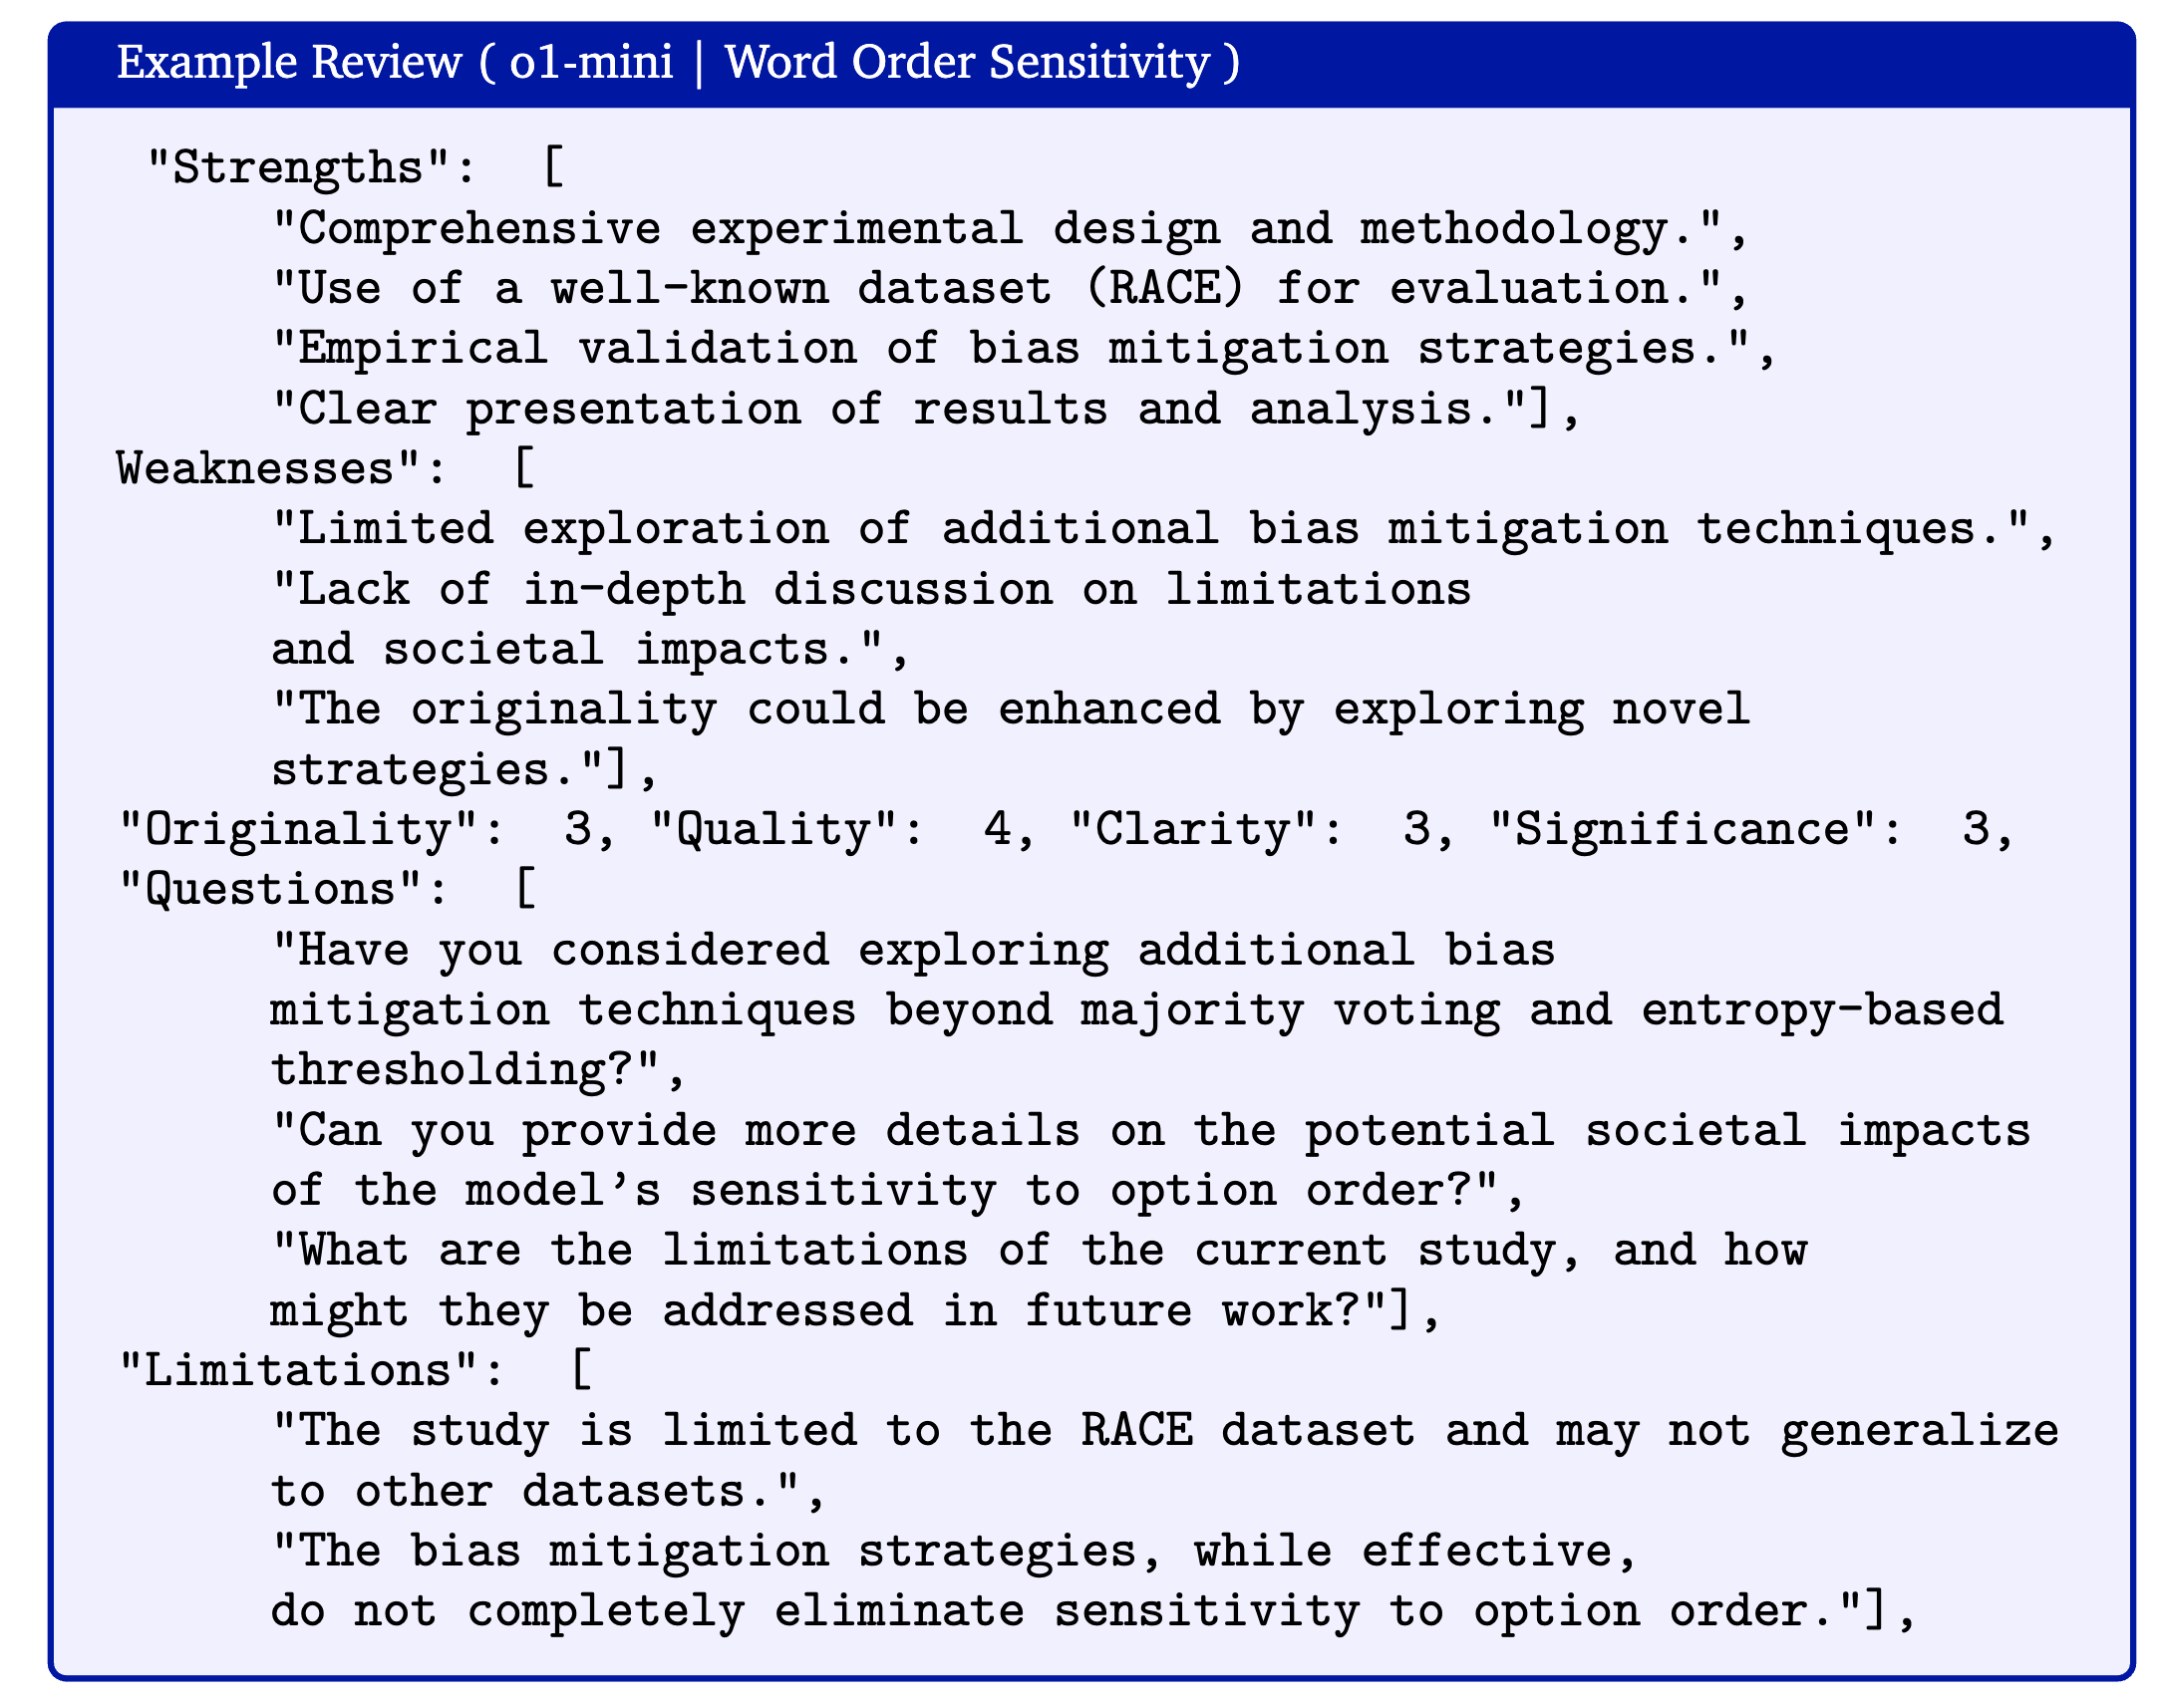 Example Review ( o1-mini | Word Order Sensitivity )
"Strengths": [
"Comprehensive experimental design and methodology.",
"Use of a well-known dataset (RACE) for evaluation.",
"Empirical validation of bias mitigation strategies.",
"Clear presentation of results and analysis."],
Weaknesses": [
"Limited exploration of additional bias mitigation techniques.",
"Lack of in-depth discussion on limitations
and societal impacts.",
"The originality could be enhanced by exploring novel
strategies."],
"Originality": 3, "Quality": 4, "Clarity": 3, "Significance": 3,
"Questions": [
"Have you considered exploring additional bias
mitigation techniques beyond majority voting and entropy-based
thresholding?",
"Can you provide more details on the potential societal impacts
of the model's sensitivity to option order?",
"What are the limitations of the current study, and how
might they be addressed in future work?"],
"Limitations": [
"The study is limited to the RACE dataset and may not generalize
to other datasets.",
"The bias mitigation strategies, while effective,
do not completely eliminate sensitivity to option order."],